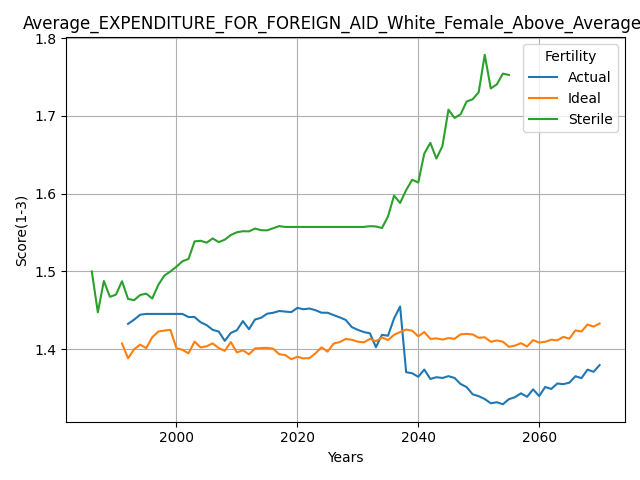 Average_EXPENDITURE_FOR_FOREIGN_AID_White_Female_Above_Average
Fertility
Actual
Ideal
Sterile
Score(1-3)
1.8
1.7
1.6
1.5
1.4
2000 2020 2040 2060
Years